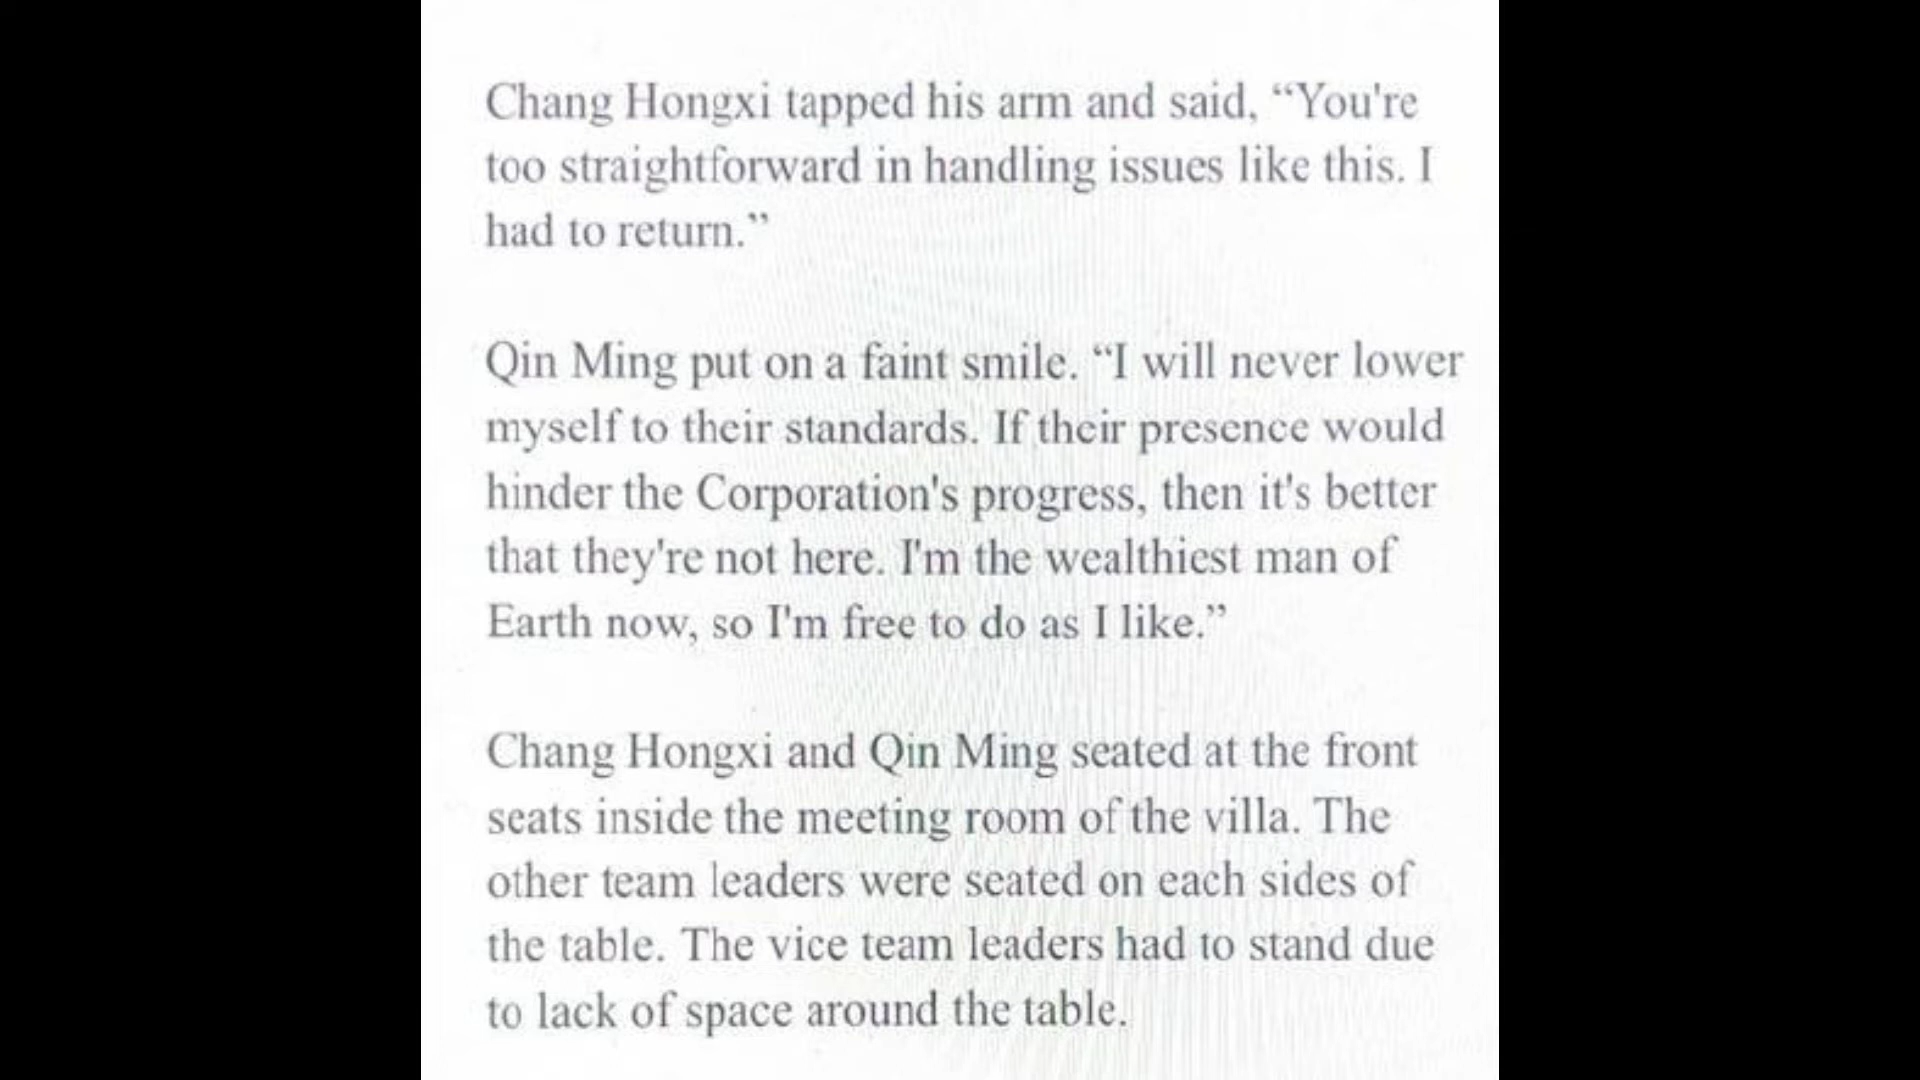 Chang Hongxi tapped his arm and said, “You're
too straightforward in handling issues like this. I
had to return.”
Qin Ming put on a faint smile. “I will never lower
myself to their standards. If their presence would
hinder the Corporation's progress, then it's better
that they're not here. I'm the wealthiest man of
Earth now, so I'm free to do as I like.”
Chang Hongxi and Qin Ming seated at the front
seats inside the meeting room of the villa. The
other team leaders were seated on each sides of
the table. The vice team leaders had to stand due
to lack of space around the table.